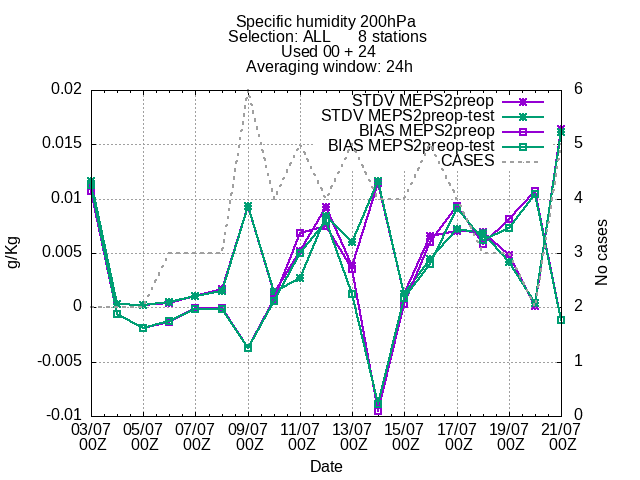 Specific humidity 200hPa
Selection: ALL 8 stations
Used 00 + 24
Averaging window: 24h
STDV MEPS2preop
STDV MEPS2preop-test
BIAS MEPS2preop
BIAS MEPS2preop-test
CASES
g/Kg
0.02
0.015
0.01
0.005
0
-0.005
-0.01
No cases
6
5
4
3
2
1
0
03/07 05/07 07/07 09/07 11/07 13/07 15/07 17/07 19/07 21/07
00Z 00Z 00Z 00Z 00Z 00Z 00Z 00Z 00Z 00Z
Date